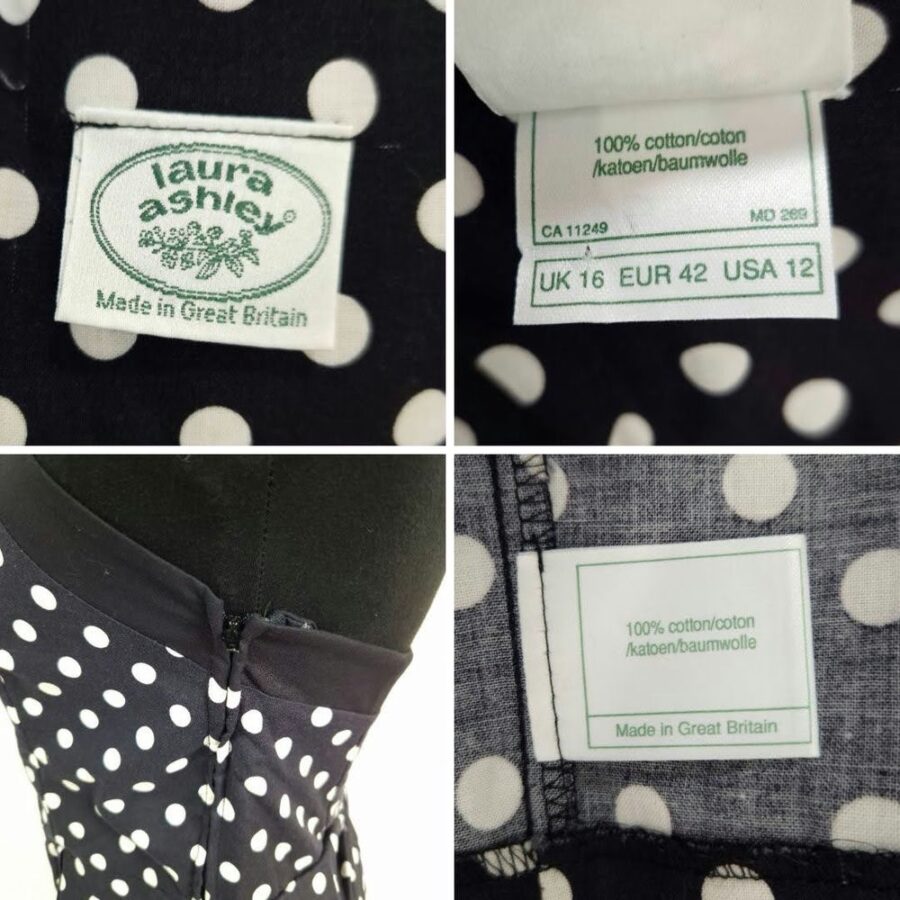 laura
ashley®
Made in Great Britain
100% cotton/coton
/katoen/baumwolle
CA 11249 MD 269
UK 16 EUR 42 USA 12
100% cotton/coton
/katoen/baumwolle
Made in Great Britain